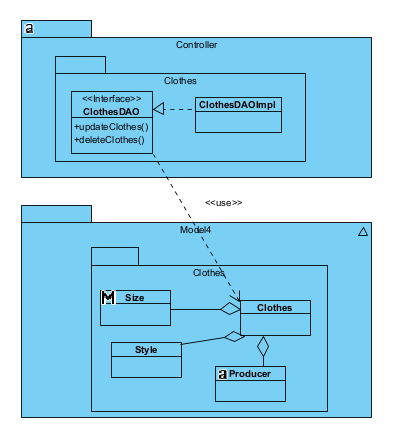 a
Controller
Clothes
<<Interface>>
ClothesDAO
+updateClothes()
+deleteClothes()
ClothesDAOImpl
<<use>>
Model4
Clothes
M
Size
Clothes
Style
a
Producer